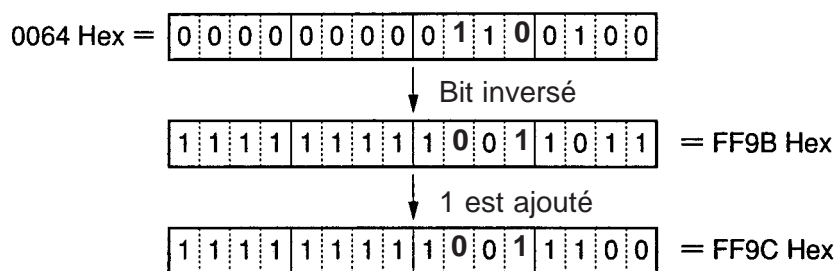 0064 Hex = 0 0 0 0 0 0 0 0 0 1 1 0 0 1 0 0
Bit inversé
1 1 1 1 1 1 1 1 1 0 0 1 1 0 1 1 = FF9B Hex
1 est ajouté
1 1 1 1 1 1 1 1 1 0 0 1 1 1 0 0 = FF9C Hex